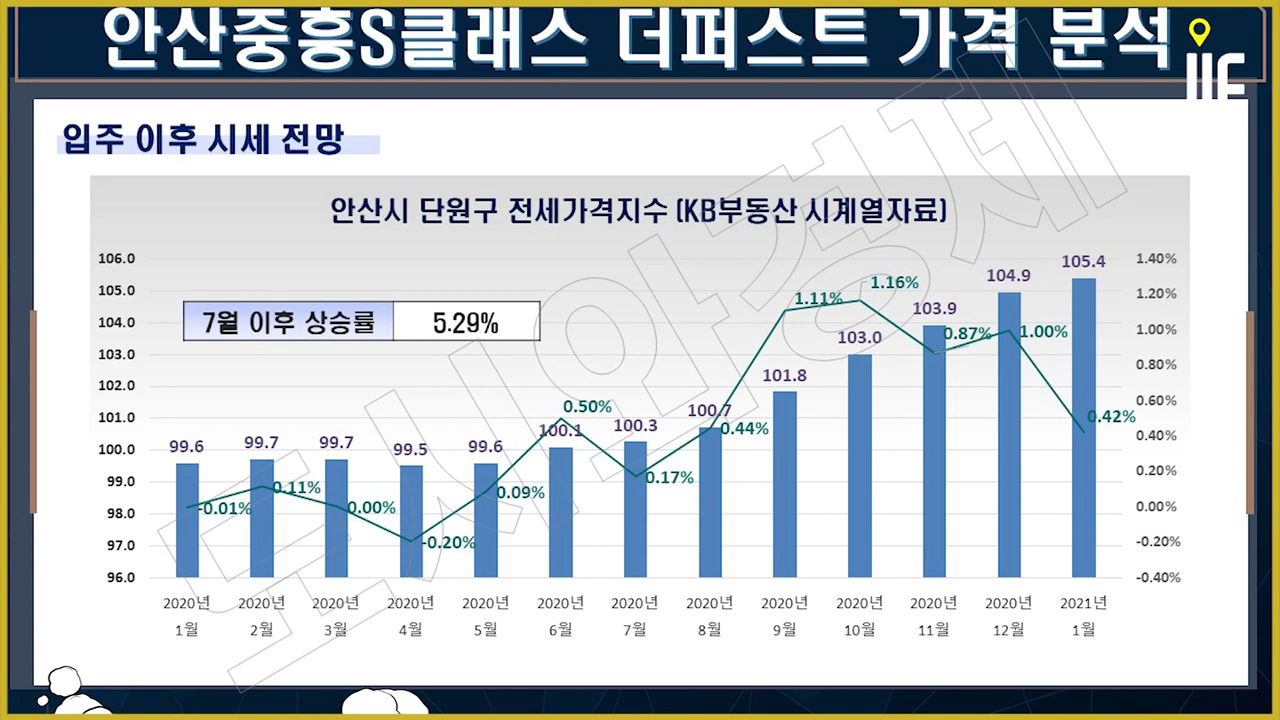 안산중흥S클래스 더퍼스트 가격 분석
입주 이후 시세 전망
안산시 단원구 전세가격지수 (KB부동산 시계열자료)
7월 이후 상승률 5.29%
106.0
105.0
104.0
103.0
102.0
101.0
100.0
99.0
98.0
97.0
96.0
99.6 99.7 99.7 99.5 99.6 100.1 100.3 100.7 101.8 103.0 103.9 104.9 105.4
-0.01% 0.11% 0.00% -0.20% 0.09% 0.50% 0.17% 0.44% 1.11% 1.16% 0.87% 1.00% 0.42%
1.40%
1.20%
1.00%
0.80%
0.60%
0.40%
0.20%
0.00%
-0.20%
-0.40%
2020년 2020년 2020년 2020년 2020년 2020년 2020년 2020년 2020년 2020년 2020년 2020년 2021년
1월 2월 3월 4월 5월 6월 7월 8월 9월 10월 11월 12월 1월
도시와경제